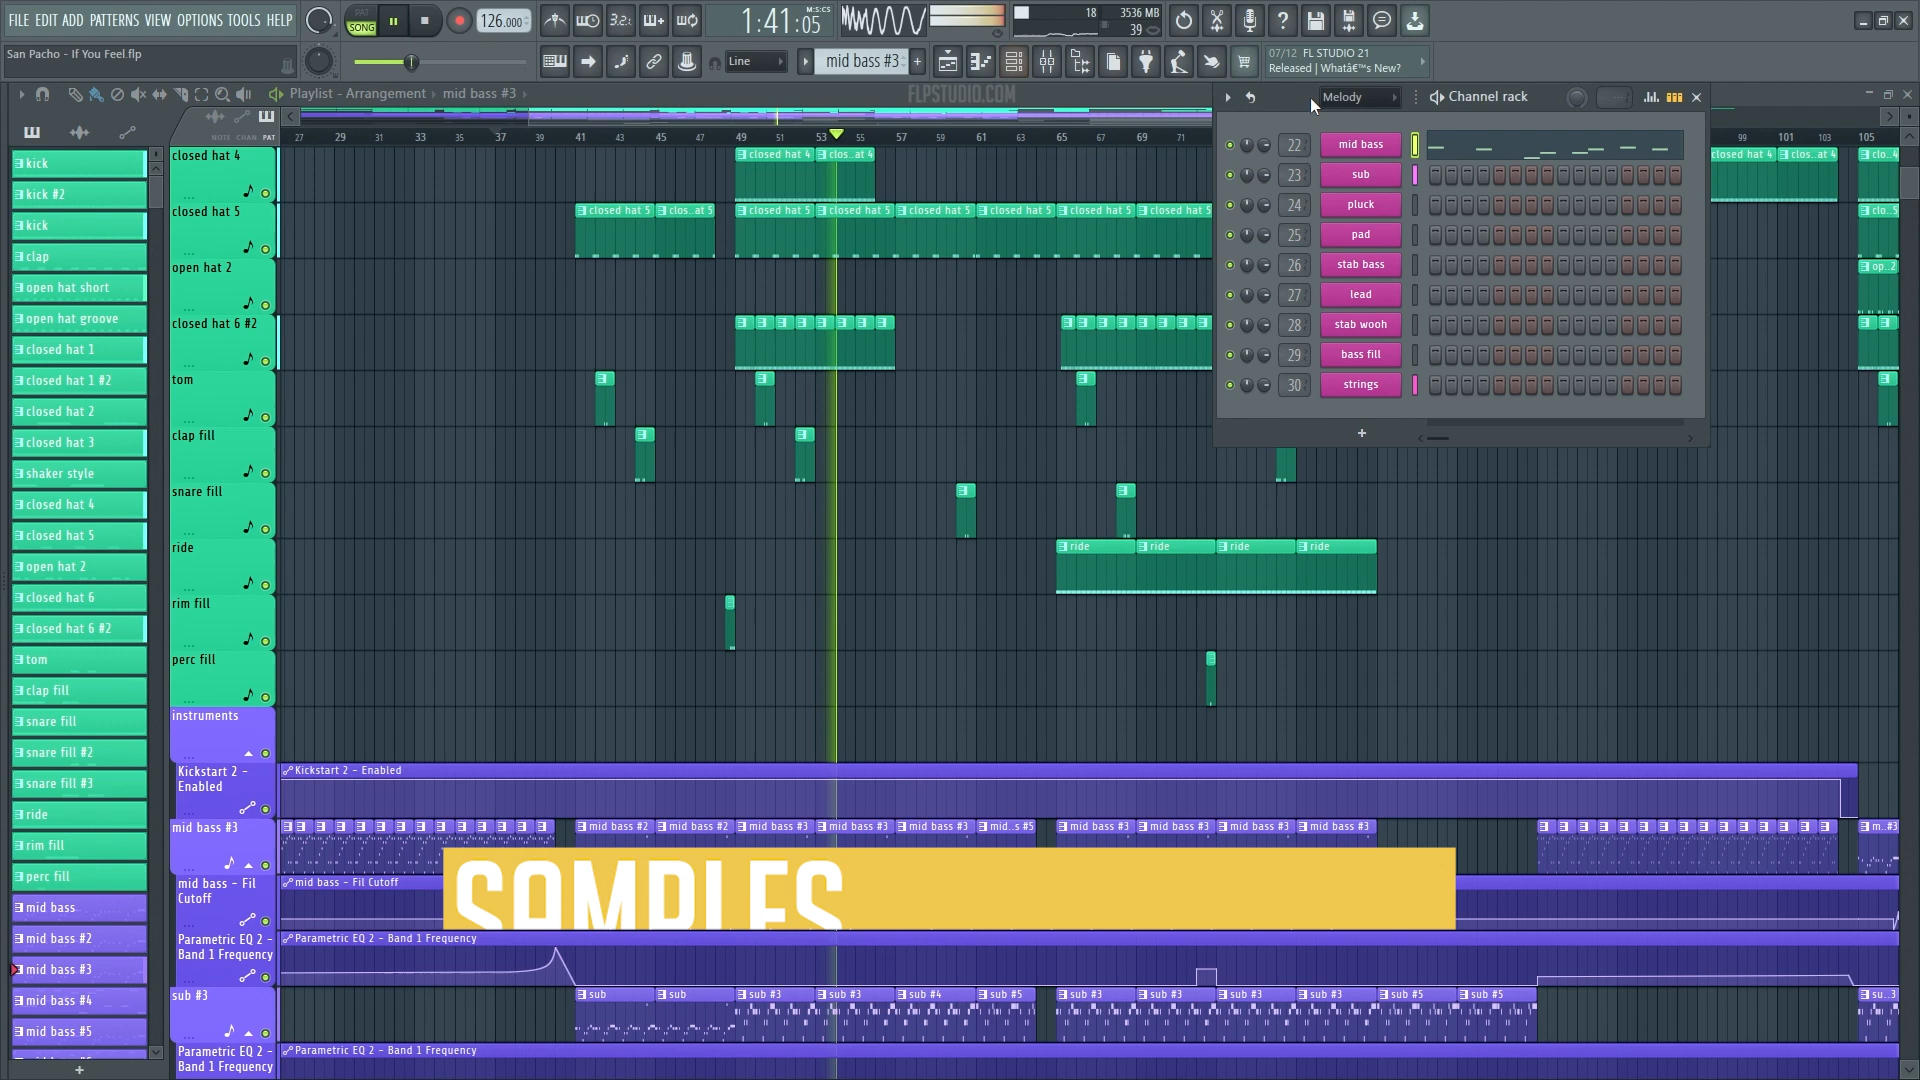 FILE EDIT ADD PATTERNS VIEW OPTIONS TOOLS HELP
PAT
SONG
126.000
3.2:
1:41:05
M:S:CS
18
3536 MB
39
San Pacho - If You Feel.flp
Line
mid bass #3
07/12 FL STUDIO 21
Released | Whatâ€™s New?
Playlist - Arrangement › mid bass #3 ›
FLPSTUDIO.COM
NOTE CHAN PAT
27 29 31 33 35 37 39 41 43 45 47 49 51 53 55 57 59 61 63 65 67 69 71 99 101 103 105
Melody
Channel rack
22 mid bass
23 sub
24 pluck
25 pad
26 stab bass
27 lead
28 stab wooh
29 bass fill
30 strings
kick
kick #2
kick
clap
open hat short
open hat groove
closed hat 1
closed hat 1 #2
closed hat 2
closed hat 3
shaker style
closed hat 4
closed hat 5
open hat 2
closed hat 6
closed hat 6 #2
tom
clap fill
snare fill
snare fill #2
snare fill #3
ride
rim fill
perc fill
mid bass
mid bass #2
mid bass #3
mid bass #4
mid bass #5
closed hat 4
closed hat 4 clos..at 4 closed hat 4 clos..at 4 clo..4
closed hat 5
closed hat 5 clos..at 5 closed hat 5 closed hat 5 closed hat 5 closed hat 5 closed hat 5 closed hat 5 clo..5
open hat 2
op..2
closed hat 6 #2
tom
clap fill
snare fill
ride
ride ride ride ride
rim fill
perc fill
instruments
Kickstart 2 -
Enabled
Kickstart 2 - Enabled
mid bass #3
mid bass #2 mid bass #2 mid bass #3 mid bass #3 mid bass #3 mid..s #5 mid bass #3 mid bass #3 mid bass #3 mid bass #3 m..#3
mid bass - Fil
Cutoff
mid bass - Fil Cutoff
SAMPLES
Parametric EQ 2 -
Band 1 Frequency
Parametric EQ 2 - Band 1 Frequency
sub #3
sub sub sub #3 sub #3 sub #4 sub #5 sub #3 sub #3 sub #3 sub #3 sub #5 sub #5 su..3
Parametric EQ 2 -
Band 1 Frequency
Parametric EQ 2 - Band 1 Frequency